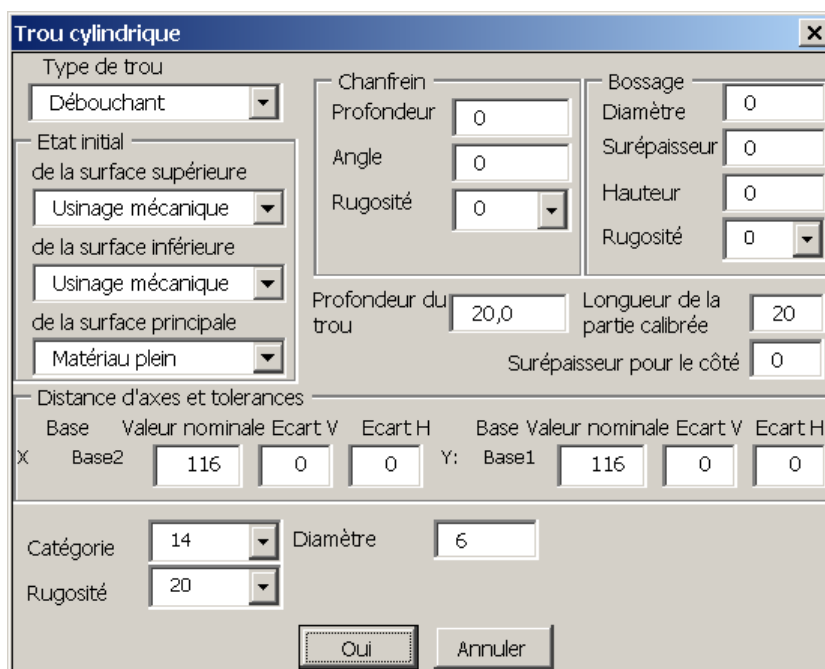 Trou cylindrique
Type de trou
Débouchant
Etat initial
de la surface supérieure
Usinage mécanique
de la surface inférieure
Usinage mécanique
de la surface principale
Matériau plein
Chanfrein
Profondeur 0
Angle 0
Rugosité 0
Bossage
Diamètre 0
Surépaisseur 0
Hauteur 0
Rugosité 0
Profondeur du
trou 20,0
Longueur de la
partie calibrée 20
Surépaisseur pour le côté 0
Distance d'axes et tolerances
Base Valeur nominale Ecart V Ecart H Base Valeur nominale Ecart V Ecart H
X Base2 116 0 0 Y: Base1 116 0 0
Catégorie 14 Diamètre 6
Rugosité 20
Oui Annuler